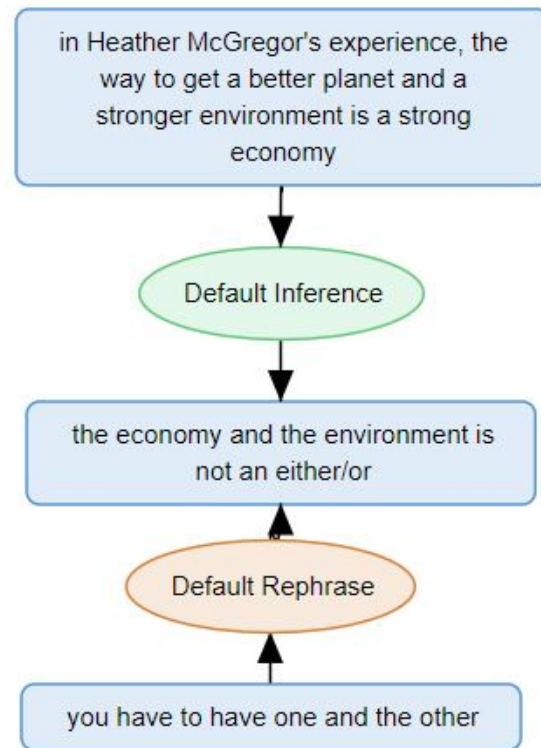 in Heather McGregor's experience, the
way to get a better planet and a
stronger environment is a strong
economy
Default Inference
the economy and the environment is
not an either/or
Default Rephrase
you have to have one and the other